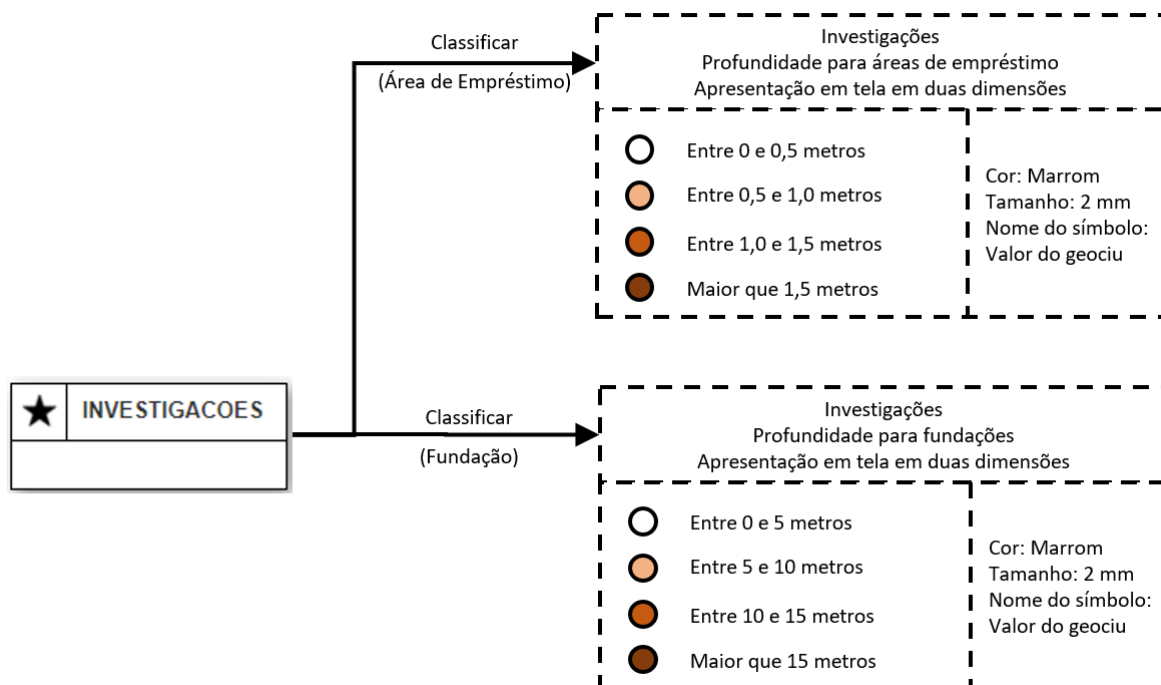 Classificar
(Área de Empréstimo)
Investigações
Profundidade para áreas de empréstimo
Apresentação em tela em duas dimensões
Entre 0 e 0,5 metros
Entre 0,5 e 1,0 metros
Entre 1,0 e 1,5 metros
Maior que 1,5 metros
Cor: Marrom
Tamanho: 2 mm
Nome do símbolo:
Valor do geociu
INVESTIGACOES
Classificar
(Fundação)
Investigações
Profundidade para fundações
Apresentação em tela em duas dimensões
Entre 0 e 5 metros
Entre 5 e 10 metros
Entre 10 e 15 metros
Maior que 15 metros
Cor: Marrom
Tamanho: 2 mm
Nome do símbolo:
Valor do geociu